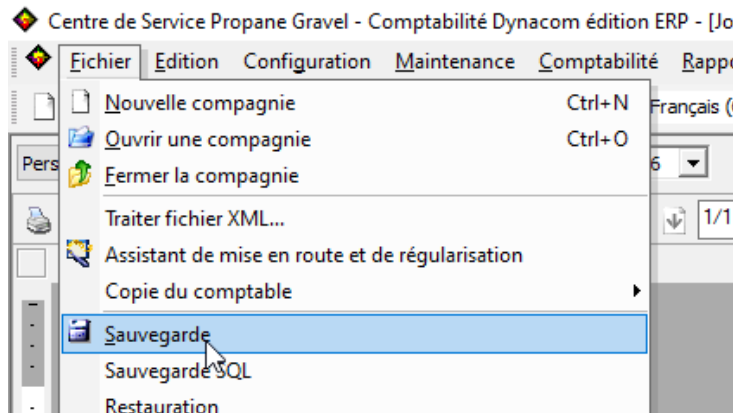 Centre de Service Propane Gravel - Comptabilité Dynacom édition ERP - [Jo
Fichier Edition Configuration Maintenance Comptabilité Rappo
Nouvelle compagnie Ctrl+N Français (
Ouvrir une compagnie Ctrl+O
Pers 6
Fermer la compagnie
Traiter fichier XML... 1/1
Assistant de mise en route et de régularisation
Copie du comptable
Sauvegarde
Sauvegarde SQL
Restauration